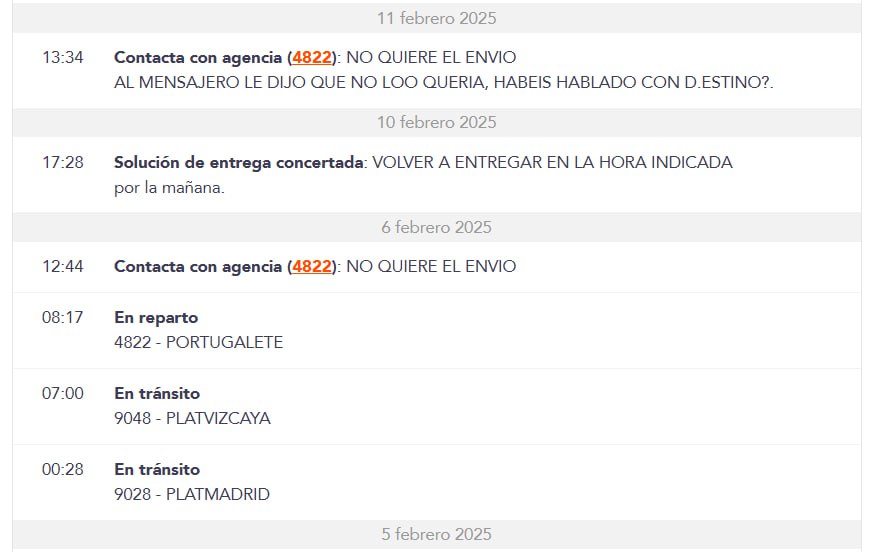 11 febrero 2025
13:34 Contacta con agencia (4822): NO QUIERE EL ENVIO
AL MENSAJERO LE DIJO QUE NO LOO QUERIA, HABEIS HABLADO CON D.ESTINO?.
10 febrero 2025
17:28 Solución de entrega concertada: VOLVER A ENTREGAR EN LA HORA INDICADA
por la mañana.
6 febrero 2025
12:44 Contacta con agencia (4822): NO QUIERE EL ENVIO
08:17 En reparto
4822 - PORTUGALETE
07:00 En tránsito
9048 - PLATVIZCAYA
00:28 En tránsito
9028 - PLATMADRID
5 febrero 2025